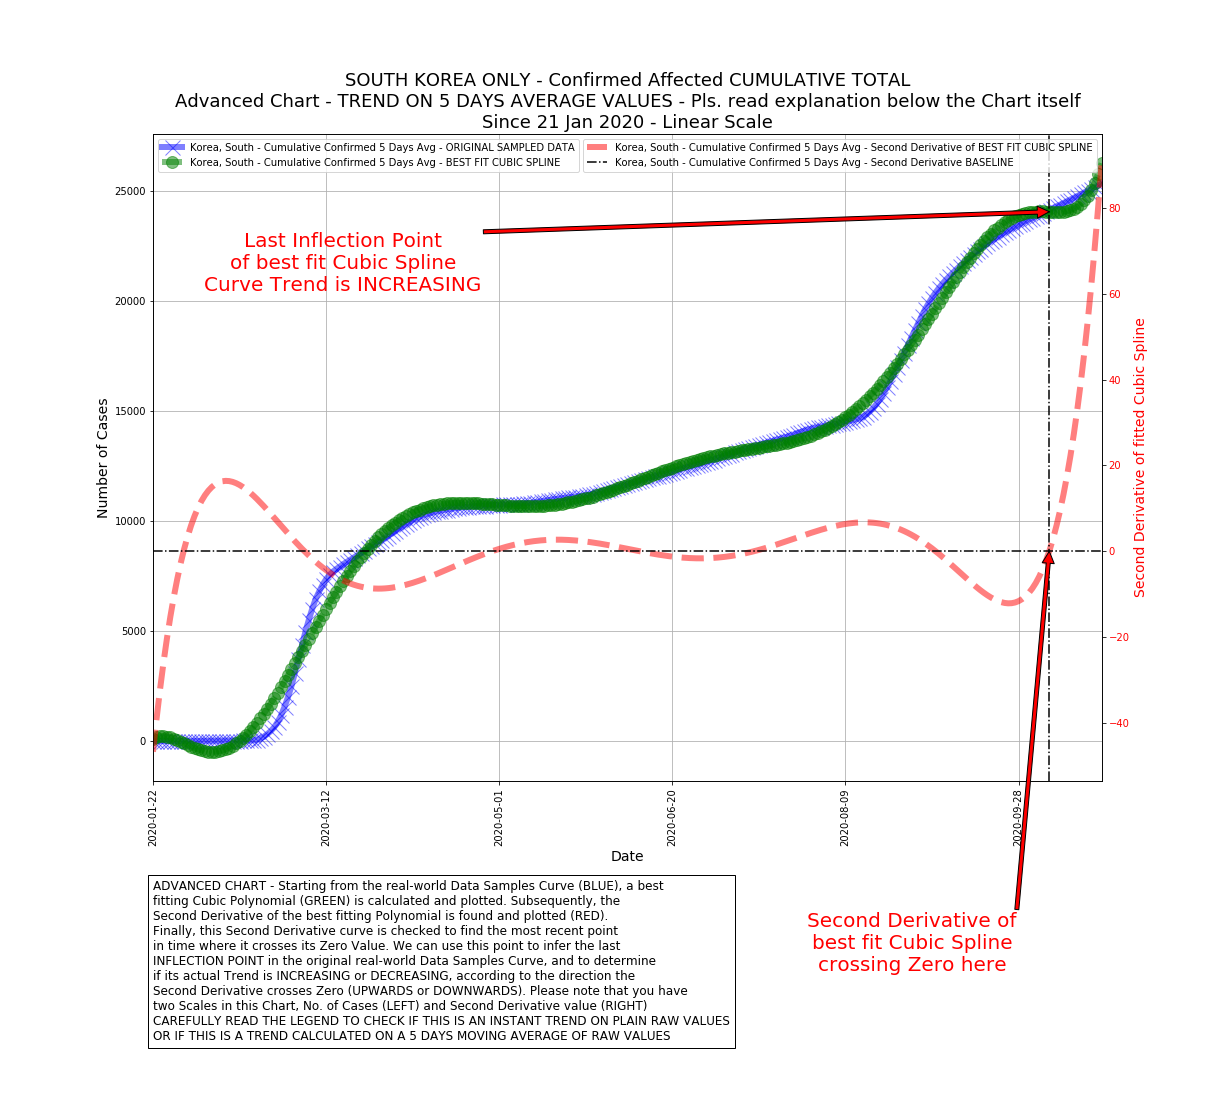 SOUTH KOREA ONLY - Confirmed Affected CUMULATIVE TOTAL
Advanced Chart - TREND ON 5 DAYS AVERAGE VALUES - Pls. read explanation below the Chart itself
Since 21 Jan 2020 - Linear Scale
Korea, South - Cumulative Confirmed 5 Days Avg - ORIGINAL SAMPLED DATA
Korea, South - Cumulative Confirmed 5 Days Avg - BEST FIT CUBIC SPLINE
Korea, South - Cumulative Confirmed 5 Days Avg - Second Derivative of BEST FIT CUBIC SPLINE
Korea, South - Cumulative Confirmed 5 Days Avg - Second Derivative BASELINE
Last Inflection Point
of best fit Cubic Spline
Curve Trend is INCREASING
Number of Cases
25000
20000
15000
10000
5000
0
80
60
40
20
0
−20
−40
Second Derivative of fitted Cubic Spline
2020-01-22
2020-03-12
2020-05-01
2020-06-20
2020-08-09
2020-09-28
Date
ADVANCED CHART - Starting from the real-world Data Samples Curve (BLUE), a best
fitting Cubic Polynomial (GREEN) is calculated and plotted. Subsequently, the
Second Derivative of the best fitting Polynomial is found and plotted (RED).
Finally, this Second Derivative curve is checked to find the most recent point
in time where it crosses its Zero Value. We can use this point to infer the last
INFLECTION POINT in the original real-world Data Samples Curve, and to determine
if its actual Trend is INCREASING or DECREASING, according to the direction the
Second Derivative crosses Zero (UPWARDS or DOWNWARDS). Please note that you have
two Scales in this Chart, No. of Cases (LEFT) and Second Derivative value (RIGHT)
CAREFULLY READ THE LEGEND TO CHECK IF THIS IS AN INSTANT TREND ON PLAIN RAW VALUES
OR IF THIS IS A TREND CALCULATED ON A 5 DAYS MOVING AVERAGE OF RAW VALUES
Second Derivative of
best fit Cubic Spline
crossing Zero here